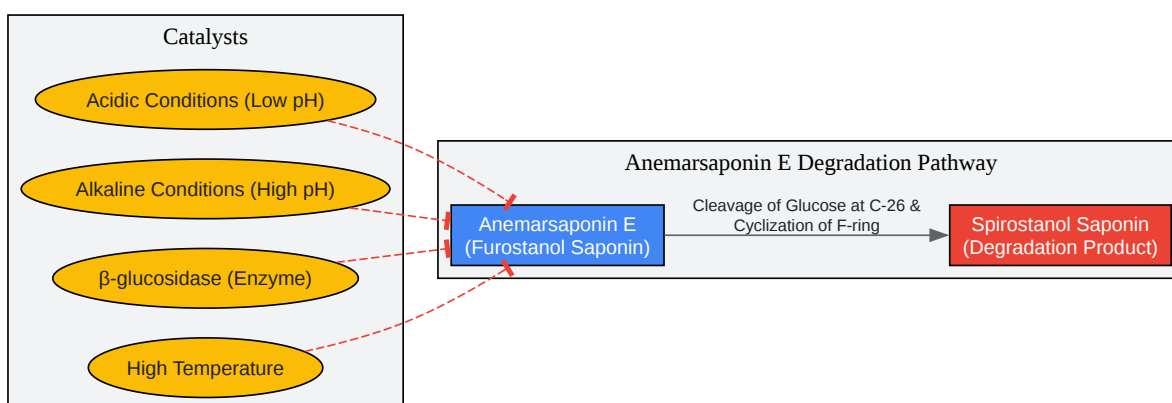 Catalysts
Acidic Conditions (Low pH)
Alkaline Conditions (High pH)
β-glucosidase (Enzyme)
High Temperature
Anemarsaponin E Degradation Pathway
Anemarsaponin E
(Furostanol Saponin)
Cleavage of Glucose at C-26 &
Cyclization of F-ring
Spirostanol Saponin
(Degradation Product)